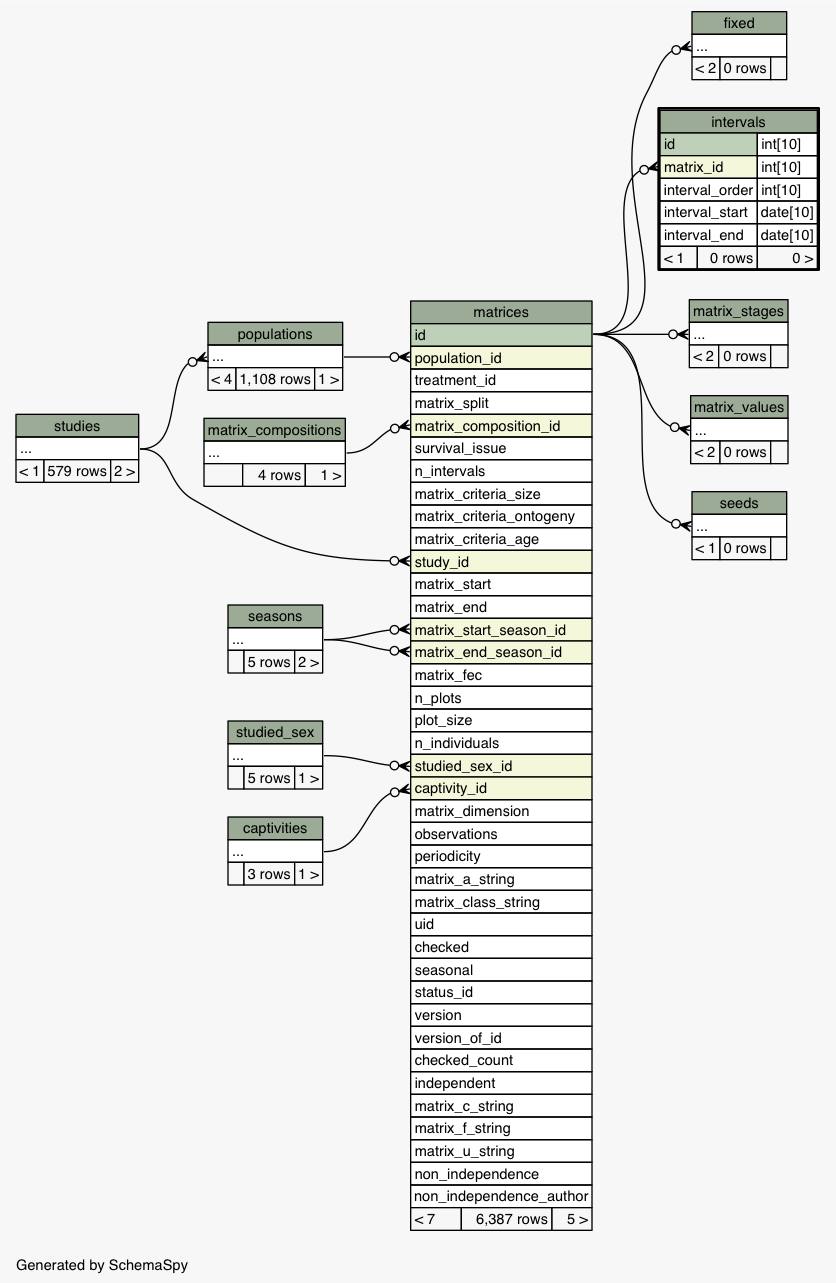 fixed
...
< 2 0 rows
intervals
id int[10]
matrix_id int[10]
interval_order int[10]
interval_start date[10]
interval_end date[10]
< 1 0 rows 0 >
matrix_stages
...
< 2 0 rows
matrix_values
...
< 2 0 rows
seeds
...
< 1 0 rows
populations
...
< 4 1,108 rows 1 >
studies
...
< 1 579 rows 2 >
matrix_compositions
...
4 rows 1 >
seasons
...
5 rows 2 >
studied_sex
...
5 rows 1 >
captivities
...
3 rows 1 >
matrices
id
population_id
treatment_id
matrix_split
matrix_composition_id
survival_issue
n_intervals
matrix_criteria_size
matrix_criteria_ontogeny
matrix_criteria_age
study_id
matrix_start
matrix_end
matrix_start_season_id
matrix_end_season_id
matrix_fec
n_plots
plot_size
n_individuals
studied_sex_id
captivity_id
matrix_dimension
observations
periodicity
matrix_a_string
matrix_class_string
uid
checked
seasonal
status_id
version
version_of_id
checked_count
independent
matrix_c_string
matrix_f_string
matrix_u_string
non_independence
non_independence_author
< 7 6,387 rows 5 >
Generated by SchemaSpy